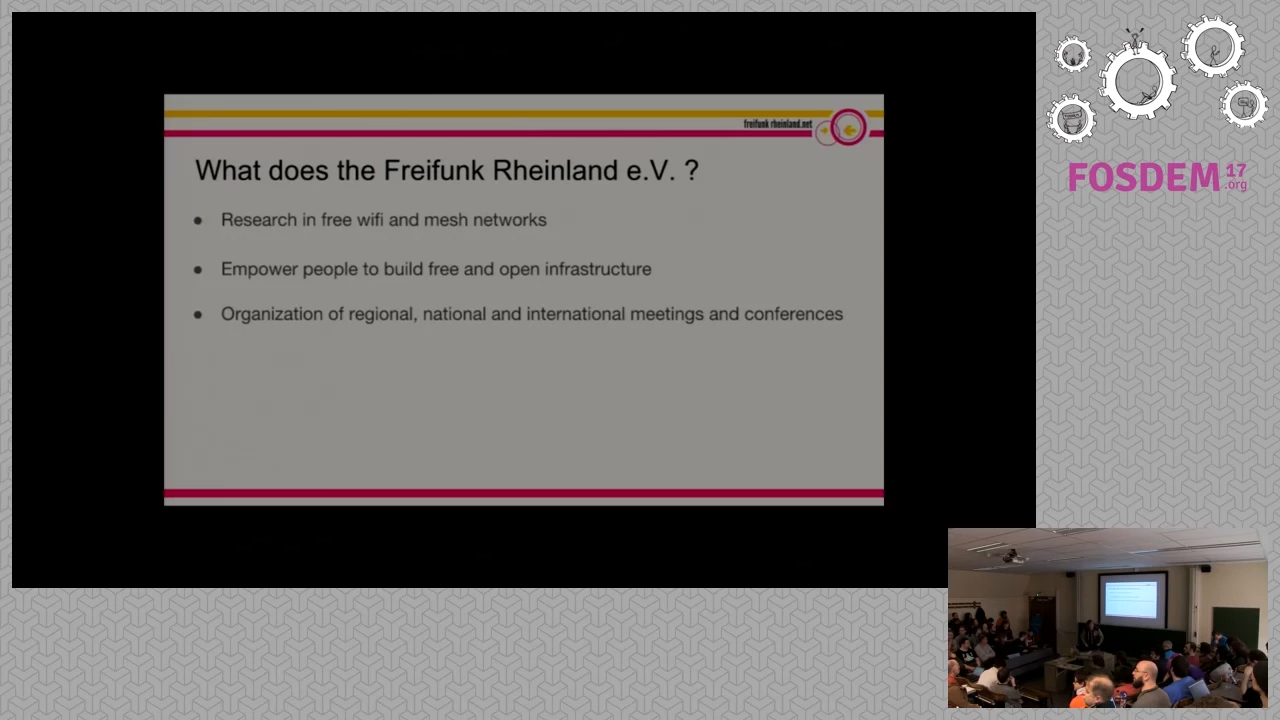 freifunk rheinland.net
What does the Freifunk Rheinland e.V. ?
● Research in free wifi and mesh networks
● Empower people to build free and open infrastructure
● Organization of regional, national and international meetings and conferences
FOSDEM 17
.org